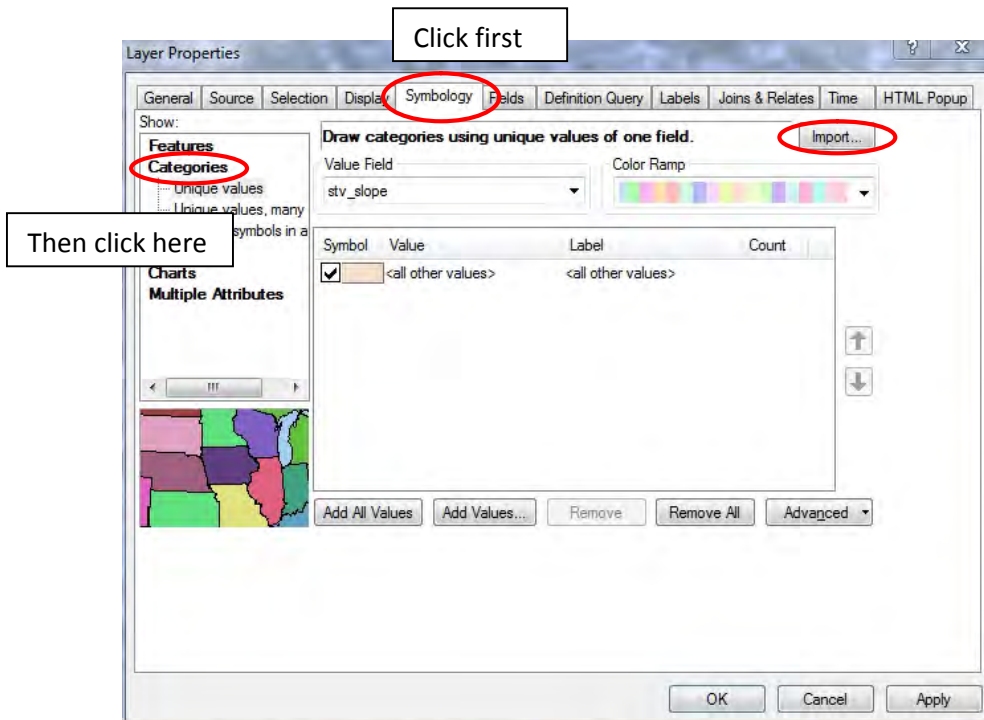 Click first
Layer Properties
General Source Selection Display Symbology Fields Definition Query Labels Joins & Relates Time HTML Popup
Show:
Features
Categories
Unique values
Unique values, many
symbols in a
Charts
Multiple Attributes
Then click here
Draw categories using unique values of one field.
Import...
Value Field
Color Ramp
stv_slope
Symbol Value Label Count
<all other values> <all other values>
Add All Values Add Values... Remove Remove All Advanced
OK Cancel Apply